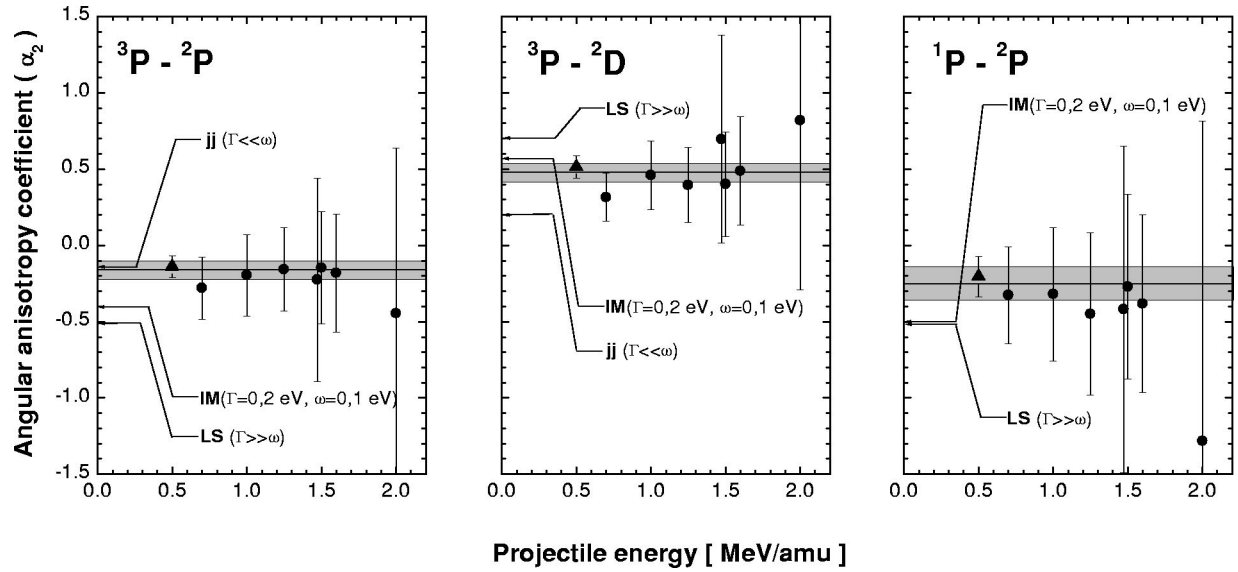 Angular anisotropy coefficient ( α₂ )
1.5
1.0
0.5
0.0
-0.5
-1.0
-1.5
³P - ²P
jj (Γ<<ω)
IM(Γ=0,2 eV, ω=0,1 eV)
LS (Γ>>ω)
0.0 0.5 1.0 1.5 2.0
³P - ²D
LS (Γ>>ω)
IM(Γ=0,2 eV, ω=0,1 eV)
jj (Γ<<ω)
0.0 0.5 1.0 1.5 2.0
¹P - ²P
IM(Γ=0,2 eV, ω=0,1 eV)
LS (Γ>>ω)
0.0 0.5 1.0 1.5 2.0
Projectile energy [ MeV/amu ]